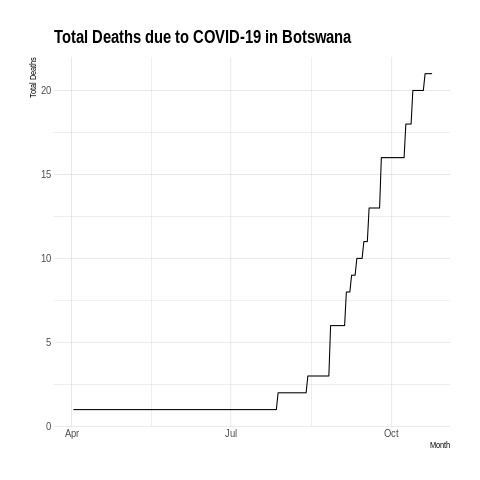 Total Deaths due to COVID-19 in Botswana
Total Deaths
20
15
10
5
0
Apr
Jul
Oct
Month